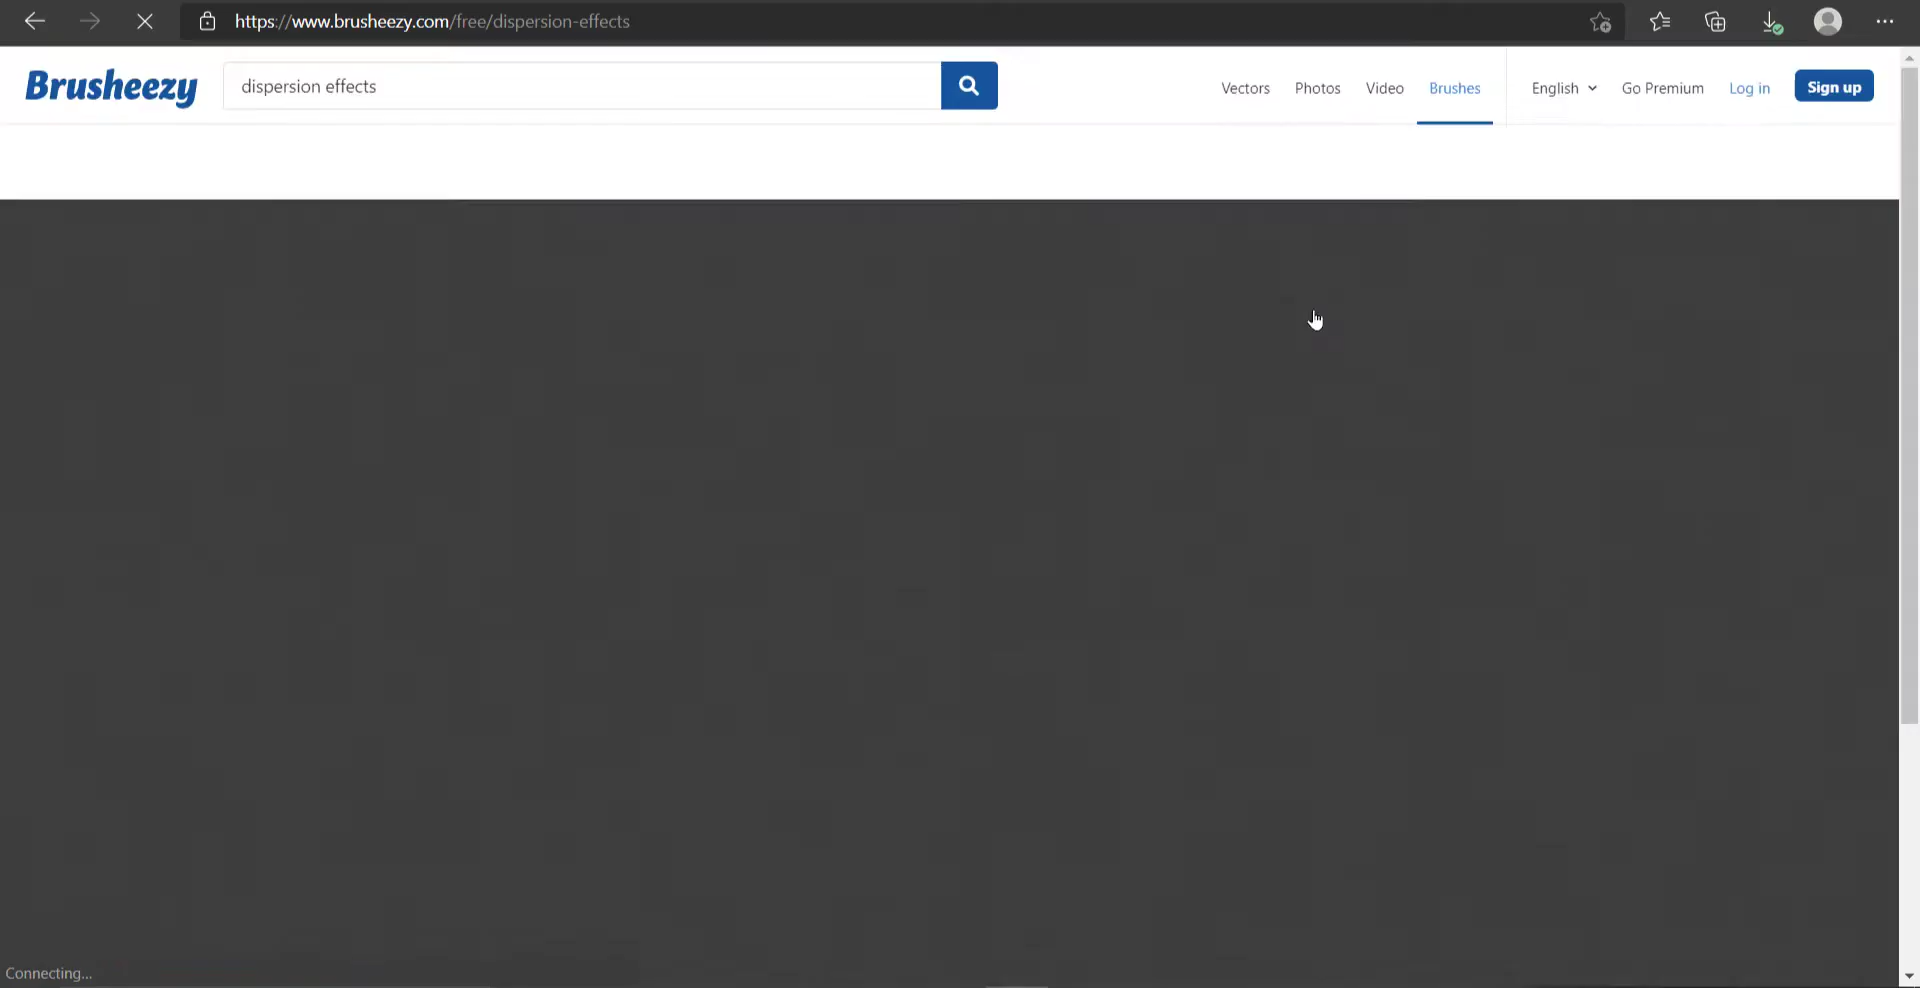 https://www.brusheezy.com/free/dispersion-effects
Brusheezy
dispersion effects
Vectors
Photos
Video
Brushes
English
Go Premium
Log in
Sign up
Connecting...